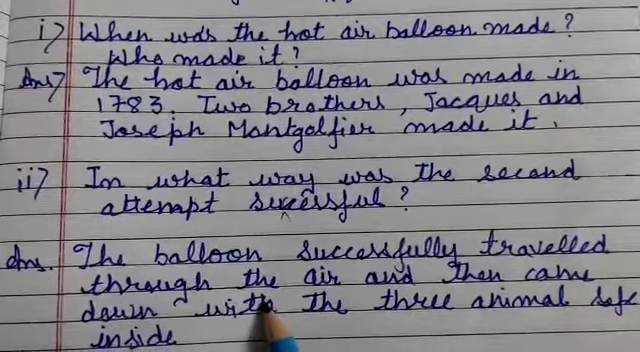 i) When was the hot air balloon made?
Who made it?
Ans) The hot air balloon was made in
1783. Two brothers, Jacques and
Joseph Montgolfier made it.
ii) In what way was the second
attempt successful?
Ans. The balloon successfully travelled
through the air and then came
down with the three animal safe
inside